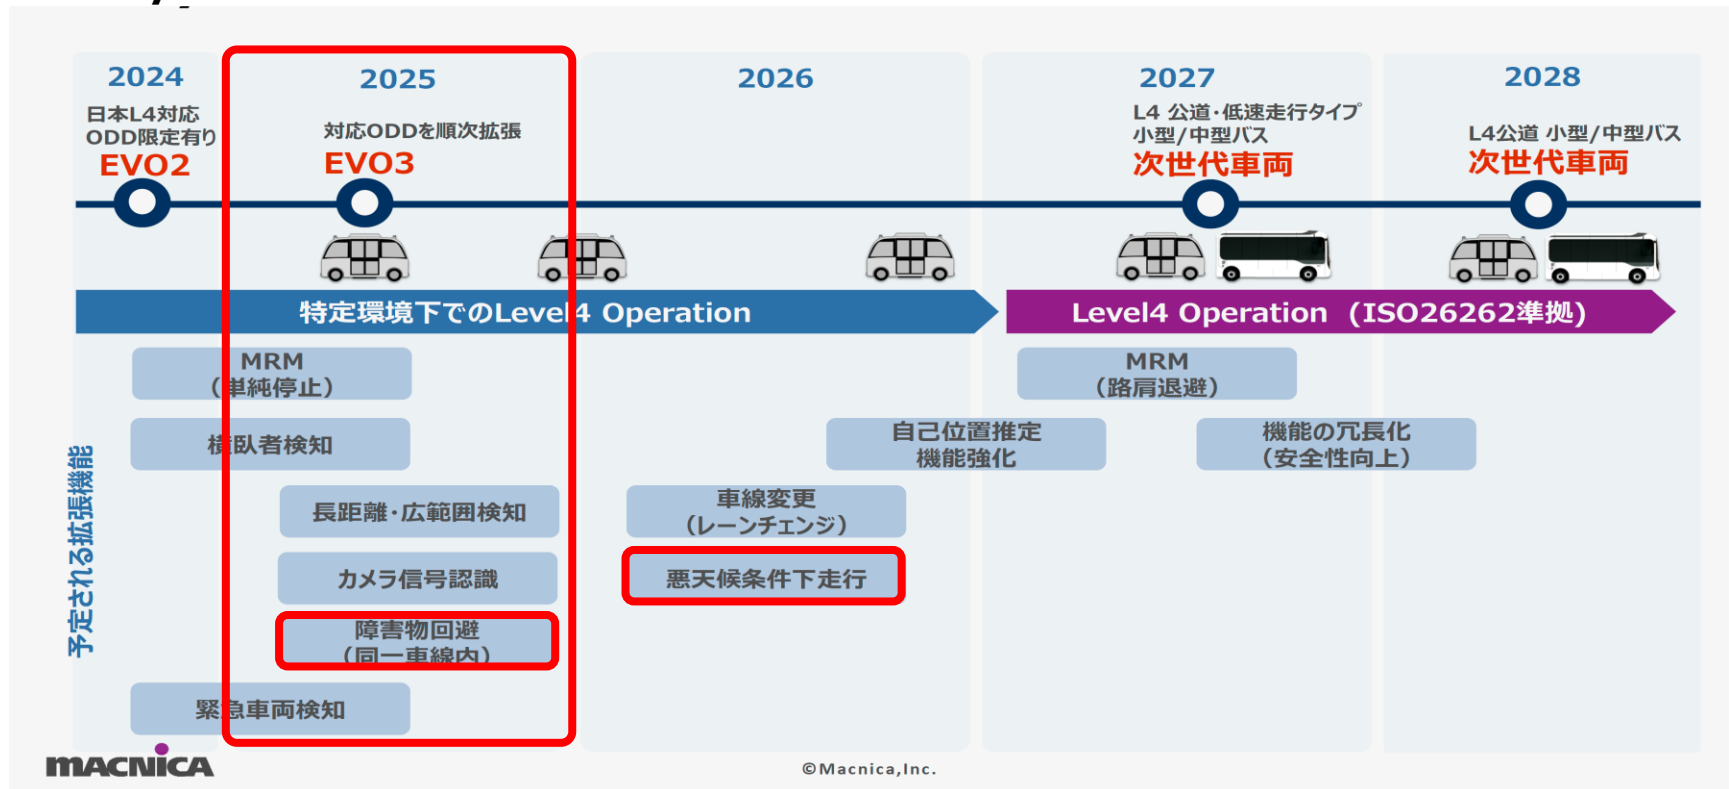 2024
日本L4対応
ODD限定有り
EVO2
2025
対応ODDを順次拡張
EVO3
2026
2027
L4 公道・低速走行タイプ
小型/中型バス
次世代車両
2028
L4公道 小型/中型バス
次世代車両
特定環境下でのLevel4 Operation
Level4 Operation（ISO26262準拠)
予定される拡張機能
MRM
（単純停止）
MRM
（路肩退避）
横臥者検知
自己位置推定
機能強化
機能の冗長化
（安全性向上）
長距離・広範囲検知
車線変更
（レーンチェンジ）
カメラ信号認識
悪天候条件下走行
障害物回避
（同一車線内）
緊急車両検知
macnica
©Macnica,Inc.